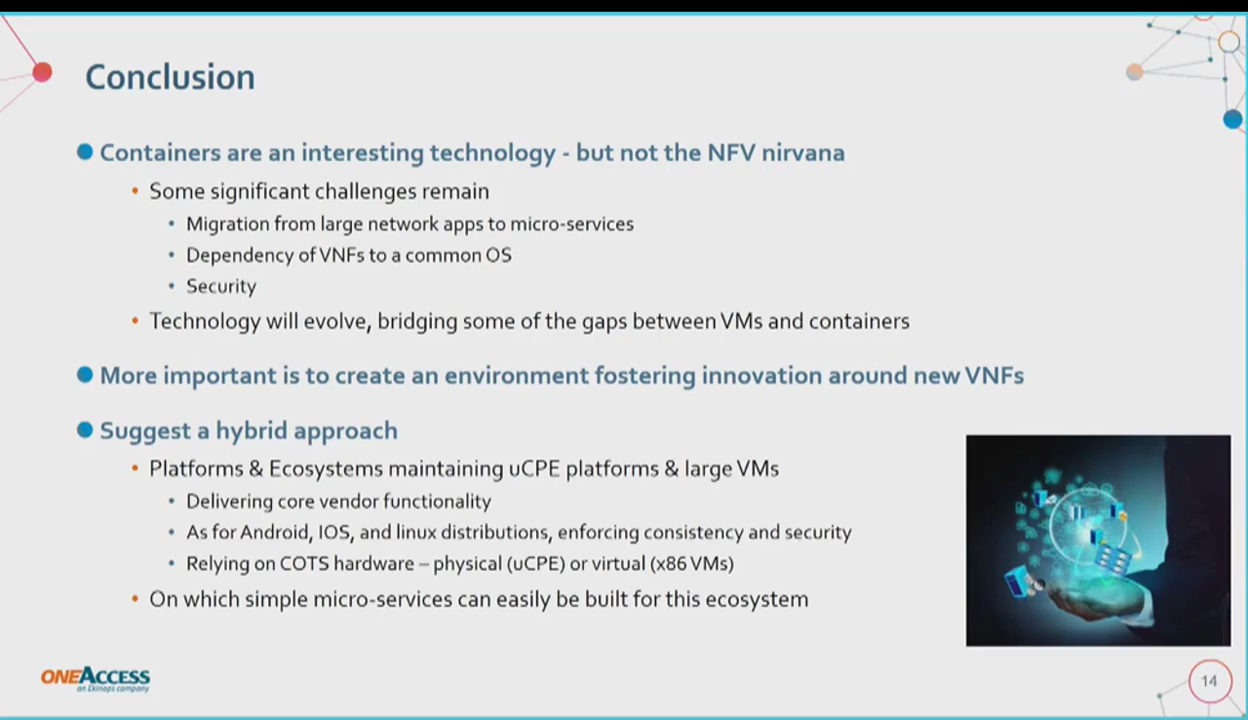 Conclusion
Containers are an interesting technology - but not the NFV nirvana
Some significant challenges remain
Migration from large network apps to micro-services
Dependency of VNFs to a common OS
Security
Technology will evolve, bridging some of the gaps between VMs and containers
More important is to create an environment fostering innovation around new VNFs
Suggest a hybrid approach
Platforms & Ecosystems maintaining uCPE platforms & large VMs
Delivering core vendor functionality
As for Android, IOS, and linux distributions, enforcing consistency and security
Relying on COTS hardware – physical (uCPE) or virtual (x86 VMs)
On which simple micro-services can easily be built for this ecosystem
ONEACCESS
an Ekinops company
14